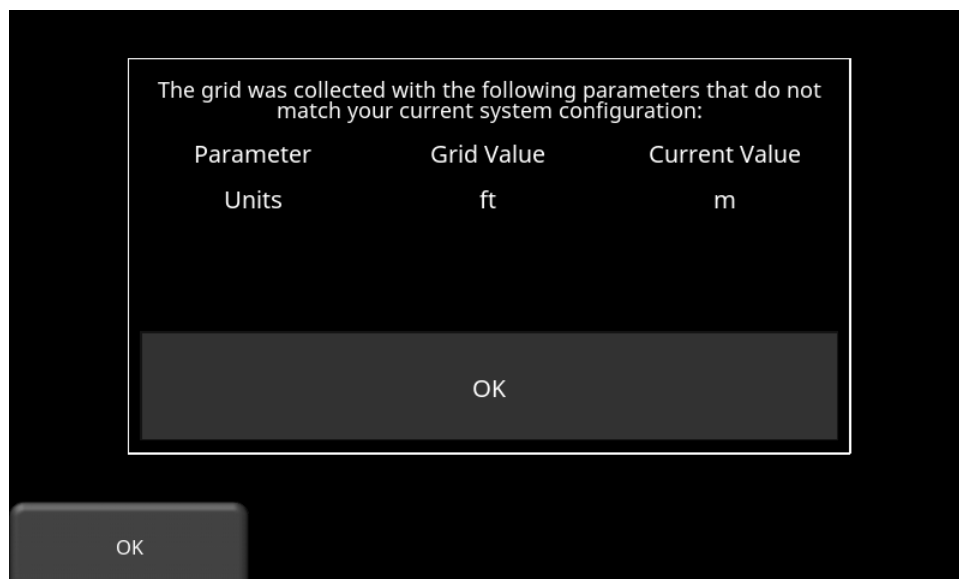 The grid was collected with the following parameters that do not
match your current system configuration:
Parameter Grid Value Current Value
Units ft m
OK
OK